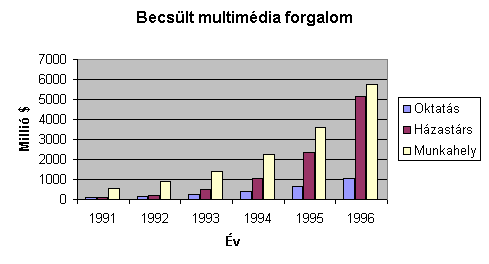 Becsült multimédia forgalom
Millió $
7000
6000
5000
4000
3000
2000
1000
0
1991 1992 1993 1994 1995 1996
Év
Oktatás
Házastárs
Munkahely